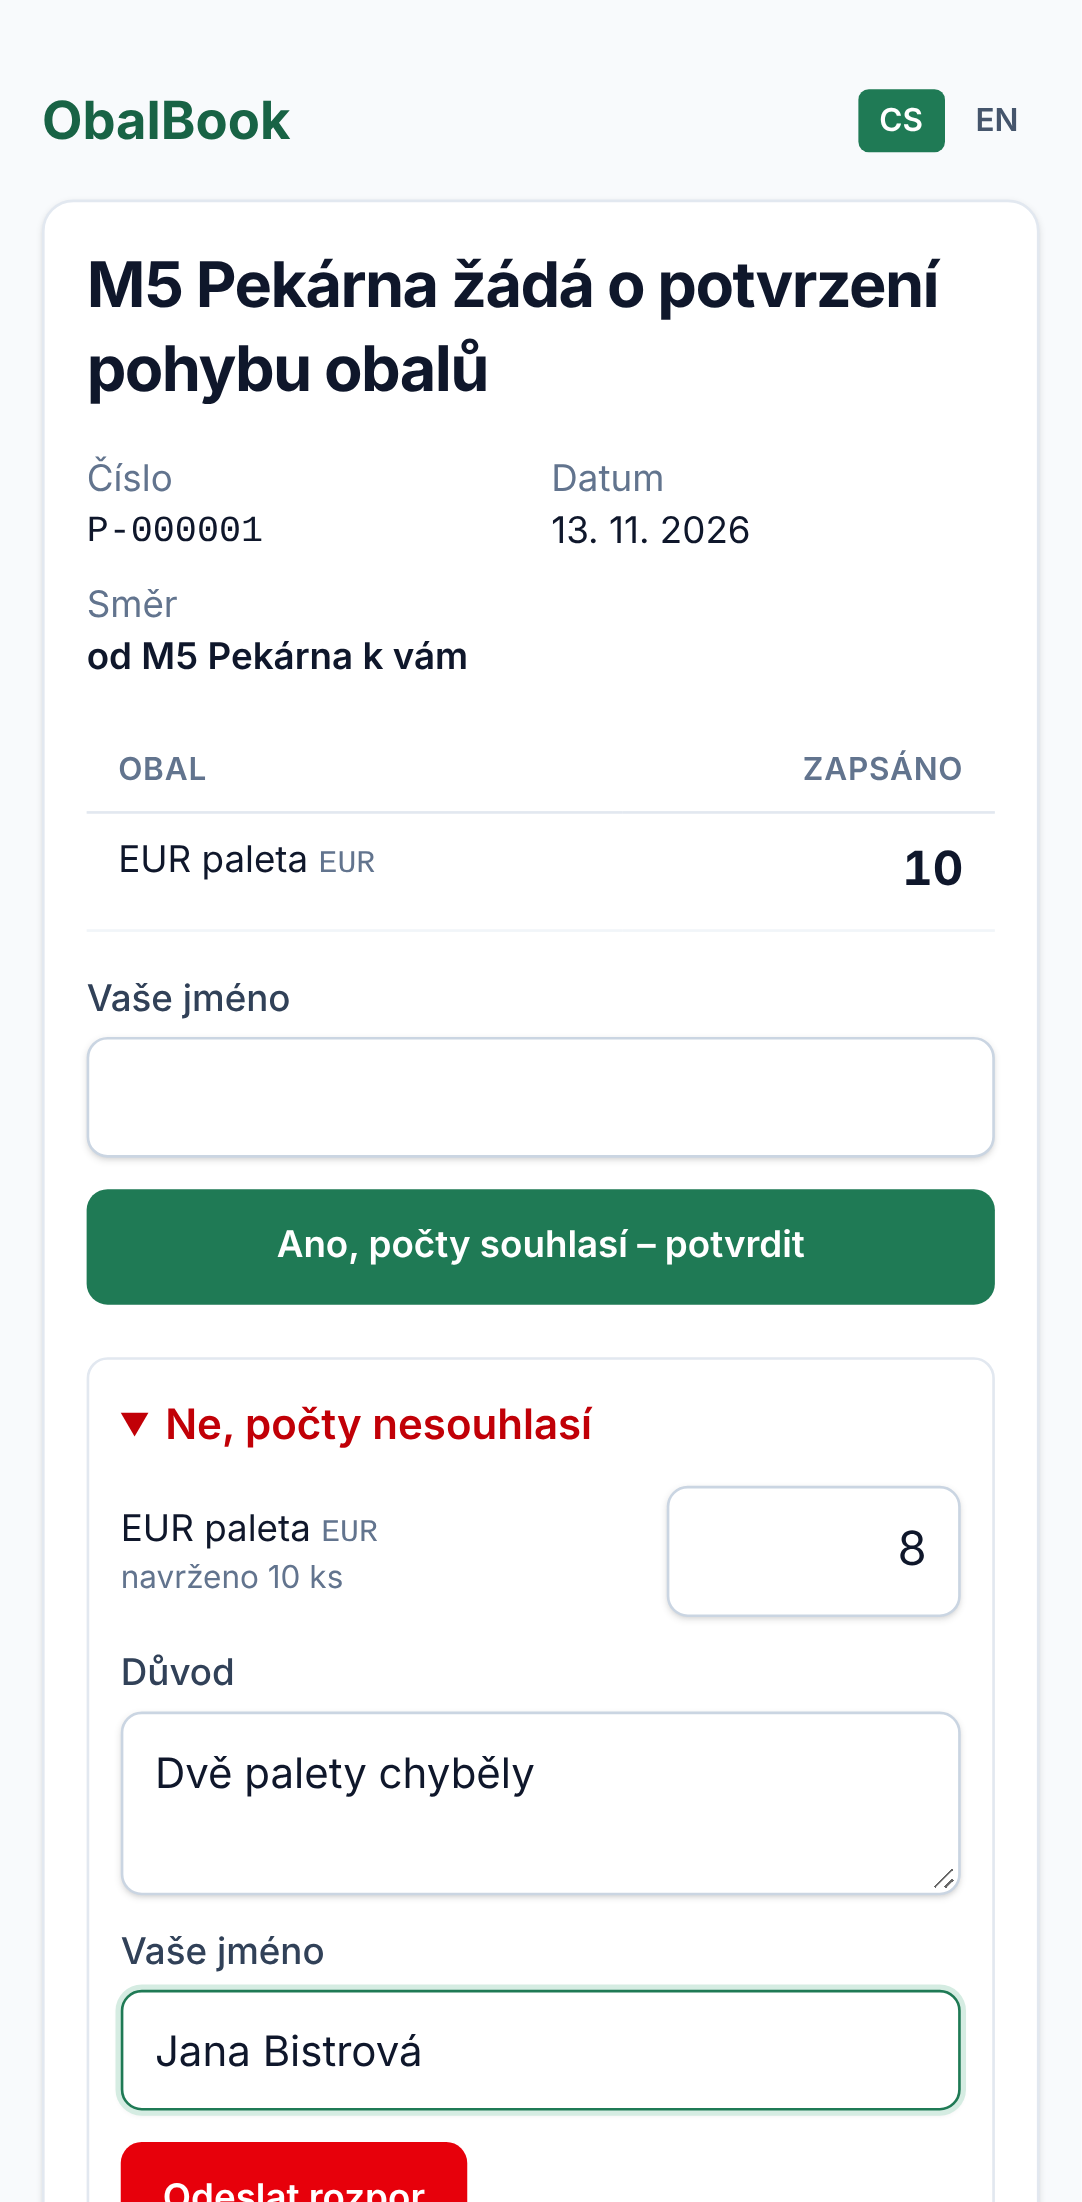 ObalBook
CS EN
M5 Pekárna žádá o potvrzení
pohybu obalů
Číslo Datum
P-000001 13. 11. 2026
Směr
od M5 Pekárna k vám
OBAL ZAPSÁNO
EUR paleta EUR 10
Vaše jméno
Ano, počty souhlasí – potvrdit
▼ Ne, počty nesouhlasí
EUR paleta EUR 8
navrženo 10 ks
Důvod
Dvě palety chyběly
Vaše jméno
Jana Bistrová
Odeslat rozpor